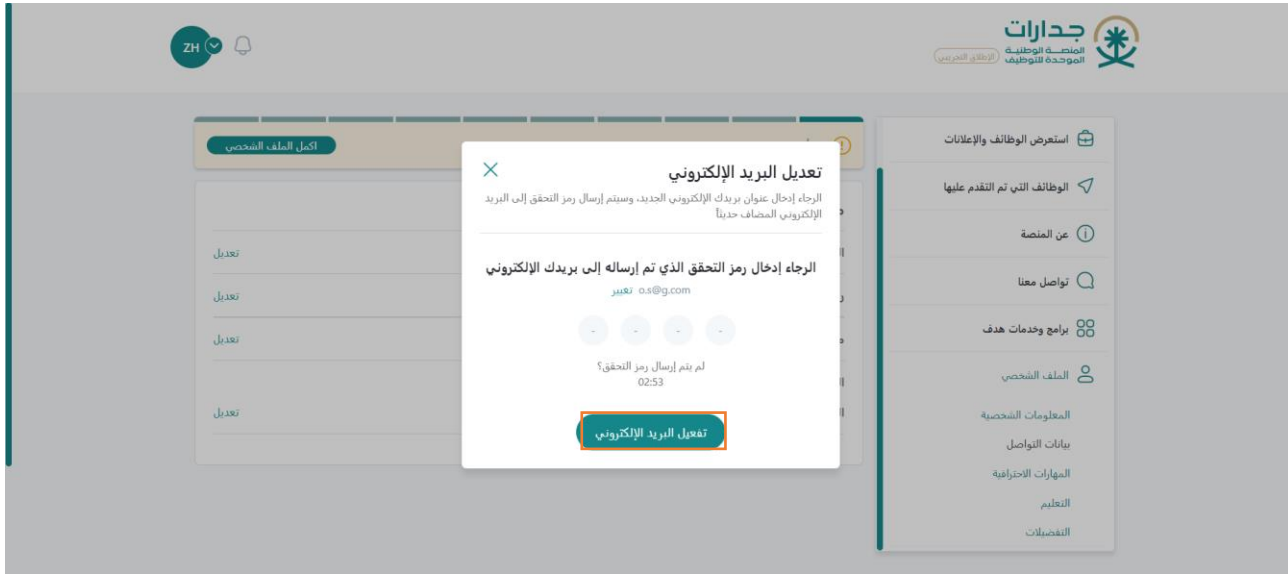 جدارات
المنصـــة الوطنيـــة
الموحدة للتوظيف
(الإطلاق التجريبي)
ZH
استعرض الوظائف والإعلانات
الوظائف التي تم التقدم عليها
عن المنصة
تواصل معنا
برامج وخدمات هدف
الملف الشخصي
المعلومات الشخصية
بيانات التواصل
المهارات الاحترافية
التعليم
التفضيلات
اكمل الملف الشخصي
تعديل
تعديل
تعديل
تعديل
تعديل البريد الإلكتروني
الرجاء إدخال عنوان بريدك الإلكتروني الجديد، وسيتم إرسال رمز التحقق إلى البريد
الإلكتروني المضاف حديثاً
الرجاء إدخال رمز التحقق الذي تم إرساله إلى بريدك الإلكتروني
o.s@g.com تغيير
- - - -
لم يتم إرسال رمز التحقق؟
02:53
تفعيل البريد الإلكتروني